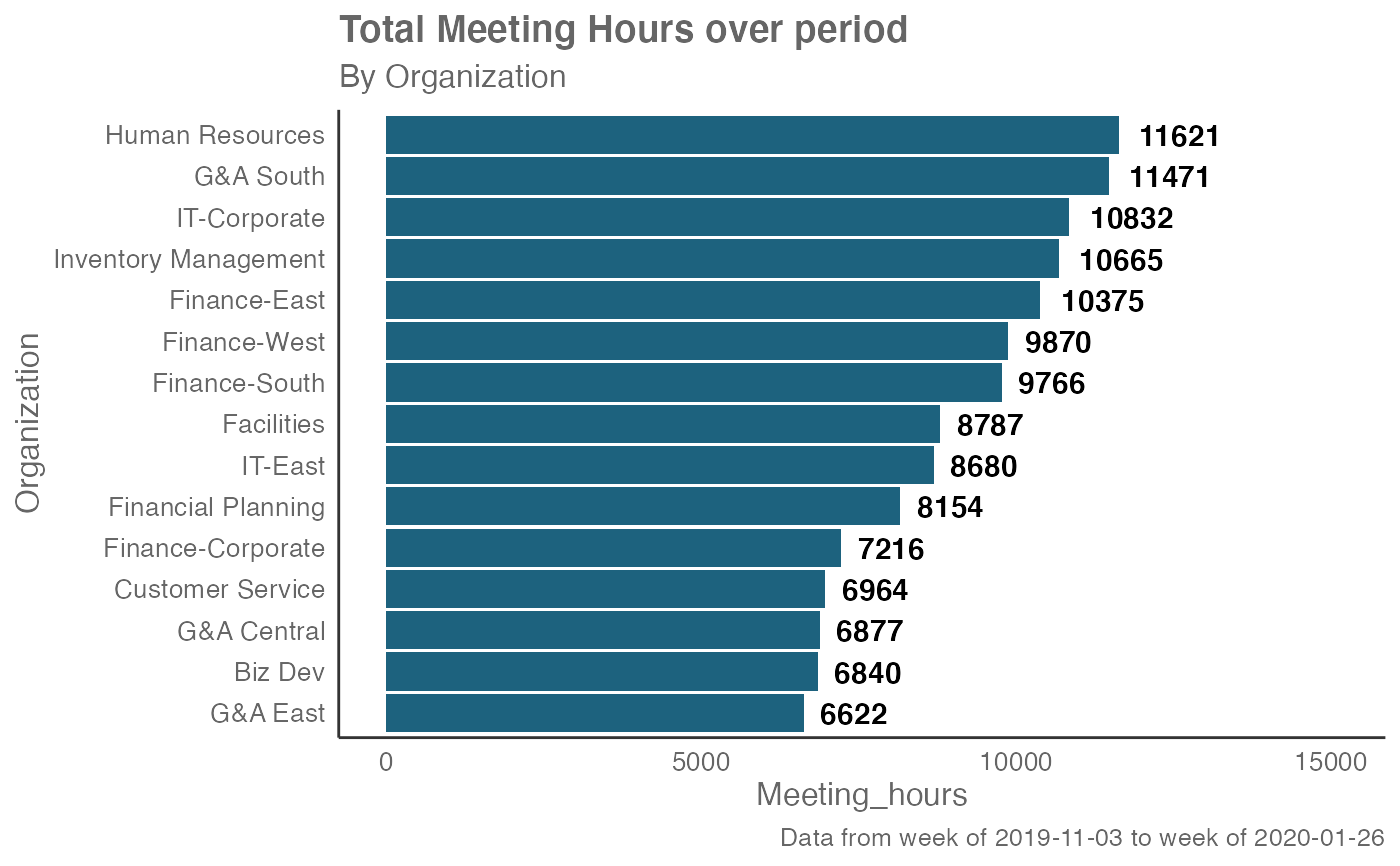 Total Meeting Hours over period
By Organization
Human Resources 11621
G&A South 11471
IT-Corporate 10832
Inventory Management 10665
Finance-East 10375
Finance-West 9870
Finance-South 9766
Facilities 8787
IT-East 8680
Financial Planning 8154
Finance-Corporate 7216
Customer Service 6964
G&A Central 6877
Biz Dev 6840
G&A East 6622
Organization
0 5000 10000 15000
Meeting_hours
Data from week of 2019-11-03 to week of 2020-01-26